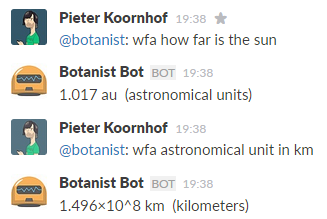 Pieter Koornhof 19:38
@botanist: wfa how far is the sun
Botanist Bot BOT 19:38
1.017 au (astronomical units)
Pieter Koornhof 19:38
@botanist: wfa astronomical unit in km
Botanist Bot BOT 19:38
1.496×10^8 km (kilometers)